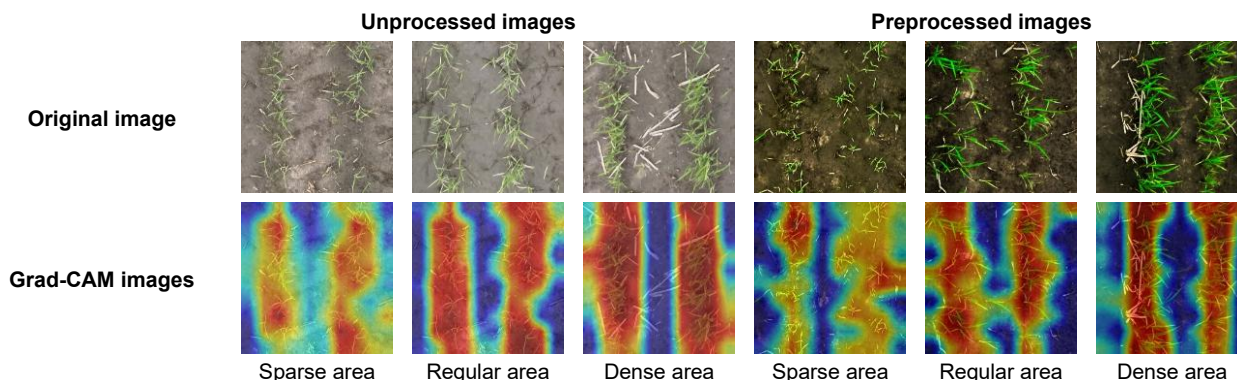 Unprocessed images Preprocessed images
Original image
Grad-CAM images
Sparse area Regular area Dense area Sparse area Regular area Dense area